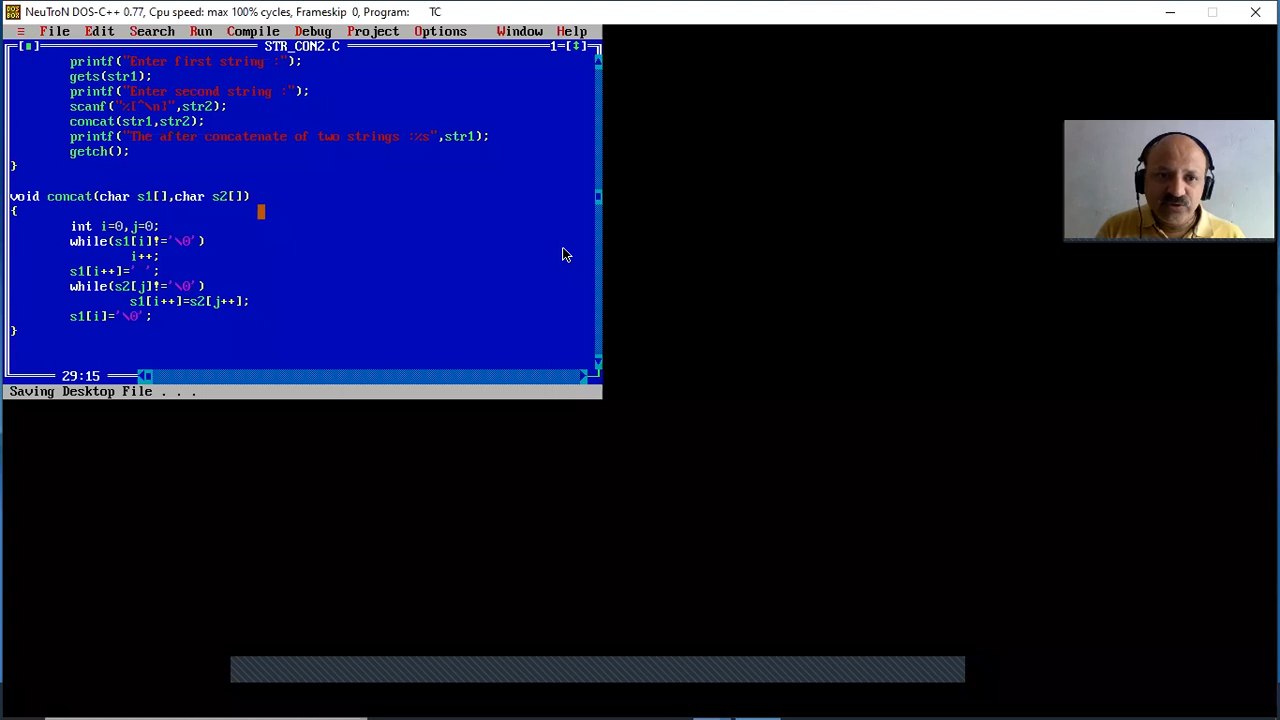 NeuTroN DOS-C++ 0.77, Cpu speed: max 100% cycles, Frameskip 0, Program: TC
≡ File Edit Search Run Compile Debug Project Options Window Help
[■] STR_CON2.C 1=[↕]
printf("Enter first string :");
gets(str1);
printf("Enter second string :");
scanf("%[^\n]",str2);
concat(str1,str2);
printf("The after concatenate of two strings :%s",str1);
getch();
}
void concat(char s1[],char s2[])
{
int i=0,j=0;
while(s1[i]!='\0')
i++;
s1[i++]=' ';
while(s2[j]!='\0')
s1[i++]=s2[j++];
s1[i]='\0';
}
29:15
Saving Desktop File . . .